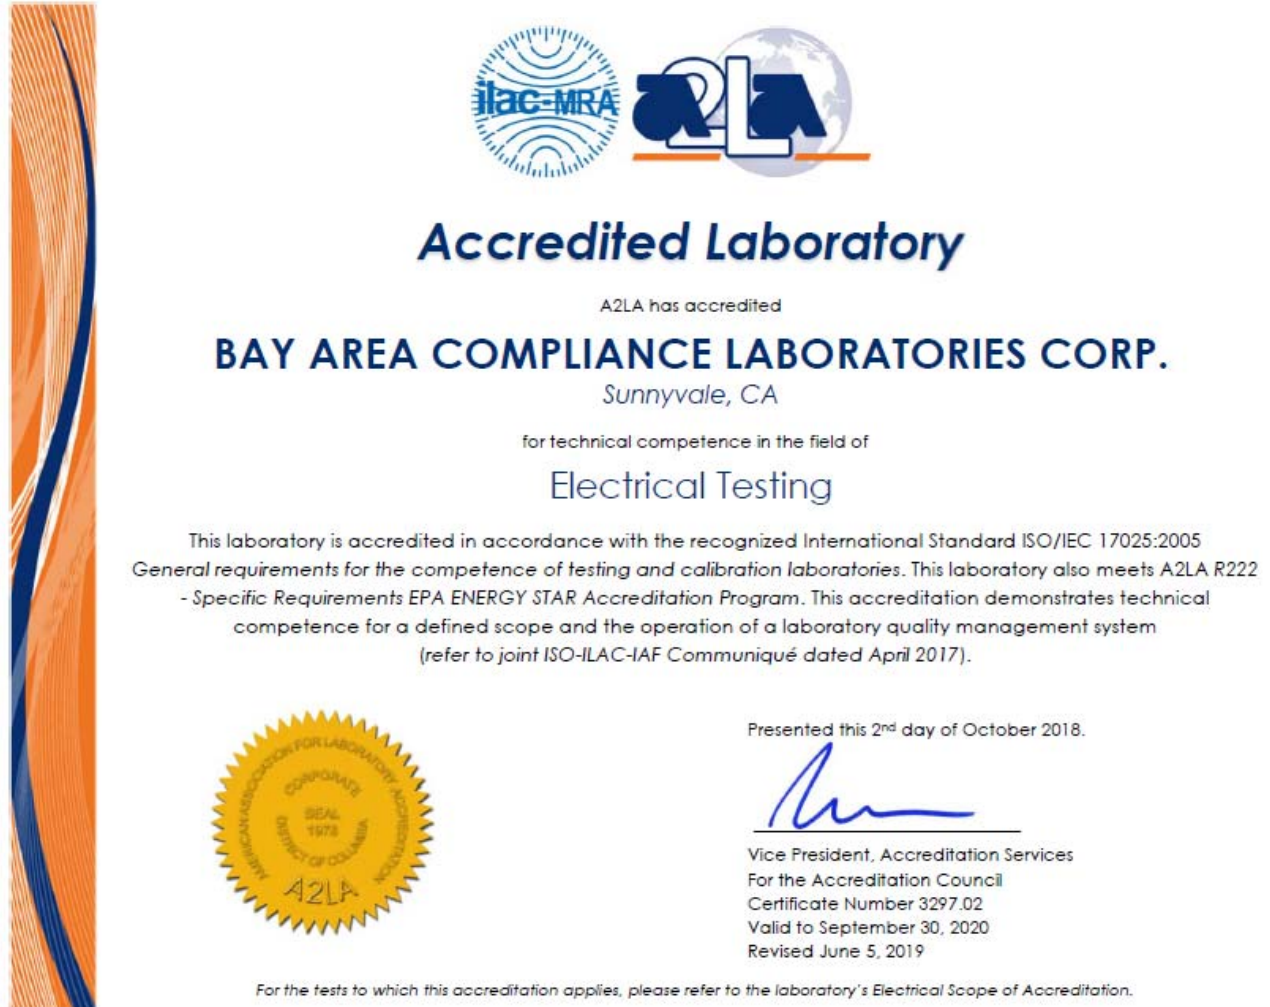 ilac-MRA
A2LA
Accredited Laboratory
A2LA has accredited
BAY AREA COMPLIANCE LABORATORIES CORP.
Sunnyvale, CA
for technical competence in the field of
Electrical Testing
This laboratory is accredited in accordance with the recognized International Standard ISO/IEC 17025:2005
General requirements for the competence of testing and calibration laboratories. This laboratory also meets A2LA R222
- Specific Requirements EPA ENERGY STAR Accreditation Program. This accreditation demonstrates technical
competence for a defined scope and the operation of a laboratory quality management system
(refer to joint ISO-ILAC-IAF Communiqué dated April 2017).
AMERICAN ASSOCIATION FOR LABORATORY ACCREDITATION
CORPORATE
SEAL
1978
DISTRICT OF COLUMBIA
A2LA
Presented this 2nd day of October 2018.
Vice President, Accreditation Services
For the Accreditation Council
Certificate Number 3297.02
Valid to September 30, 2020
Revised June 5, 2019
For the tests to which this accreditation applies, please refer to the laboratory's Electrical Scope of Accreditation.